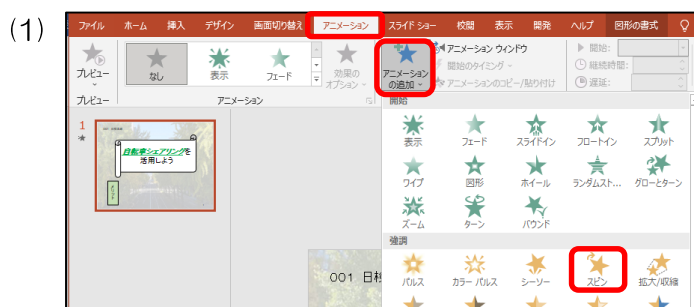 (1)
ファイル ホーム 挿入 デザイン 画面切り替え アニメーション スライド ショー 校閲 表示 開発 ヘルプ 図形の書式
プレビュー
なし 表示 フェード
効果の
オプション
アニメーション
の追加
アニメーション ウィンドウ
開始のタイミング
アニメーションのコピー/貼り付け
開始:
継続時間:
遅延:
プレビュー アニメーション
開始
表示 フェード スライドイン フロートイン スプリット
ワイプ 図形 ホイール ランダムスト... グローとターン
ズーム ターン バウンド
強調
パルス カラー パルス シーソー スピン 拡大/収縮
1
自転車シェアリングを
活用しよう
001 日検